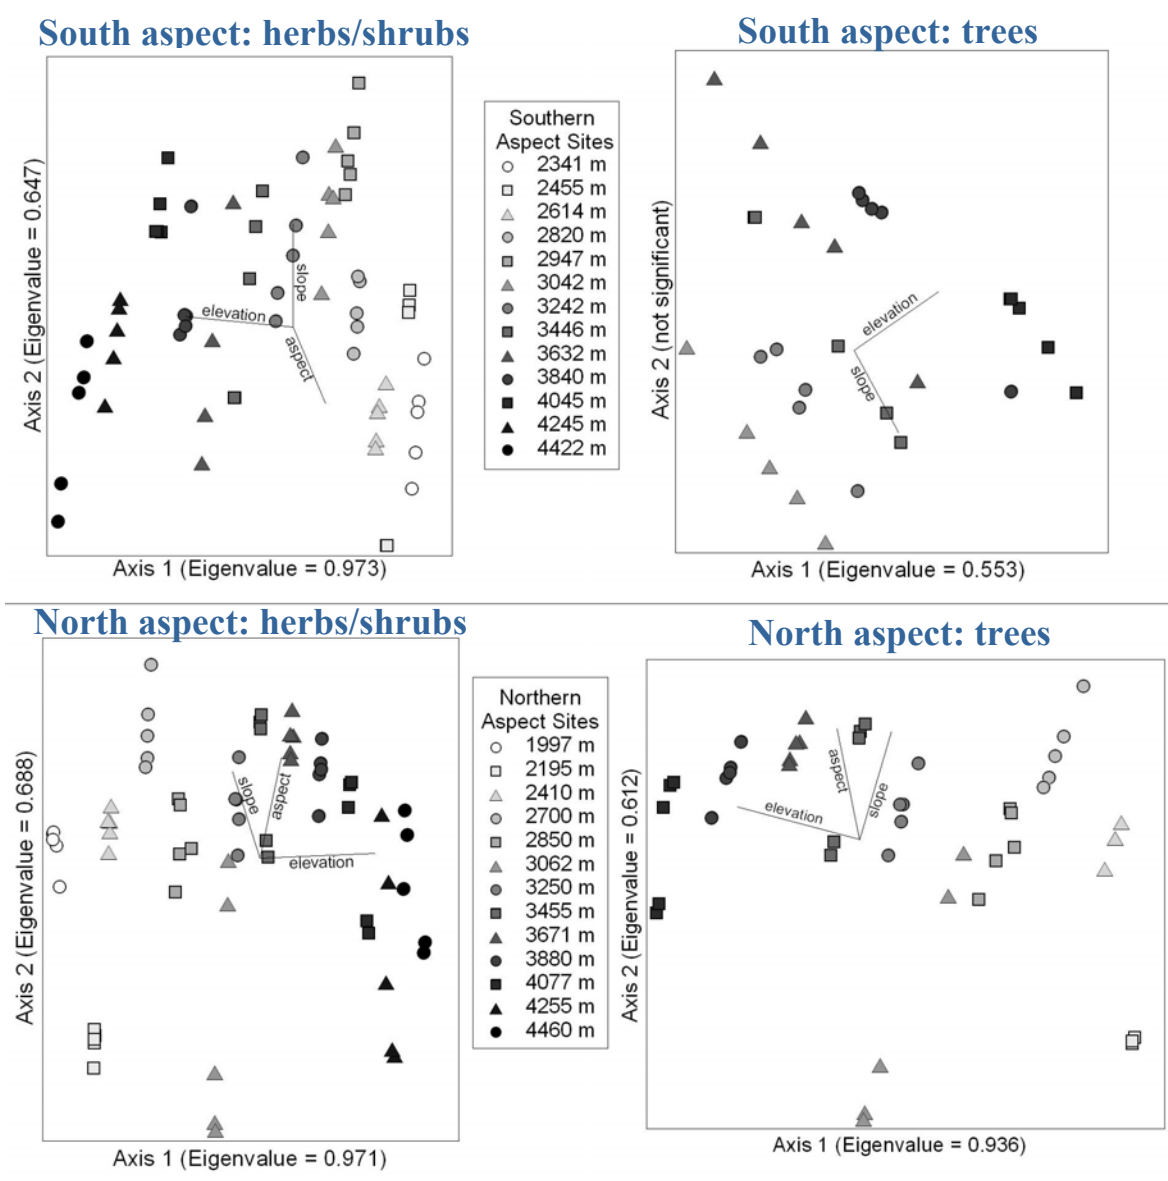 South aspect: herbs/shrubs
South aspect: trees
Axis 2 (Eigenvalue = 0.647)
elevation
slope
aspect
Axis 1 (Eigenvalue = 0.973)
Southern
Aspect Sites
2341 m
2455 m
2614 m
2820 m
2947 m
3042 m
3242 m
3446 m
3632 m
3840 m
4045 m
4245 m
4422 m
Axis 2 (not significant)
elevation
slope
Axis 1 (Eigenvalue = 0.553)
North aspect: herbs/shrubs
North aspect: trees
Axis 2 (Eigenvalue = 0.688)
slope
aspect
elevation
Axis 1 (Eigenvalue = 0.971)
Northern
Aspect Sites
1997 m
2195 m
2410 m
2700 m
2850 m
3062 m
3250 m
3455 m
3671 m
3880 m
4077 m
4255 m
4460 m
Axis 2 (Eigenvalue = 0.612)
elevation
aspect
slope
Axis 1 (Eigenvalue = 0.936)